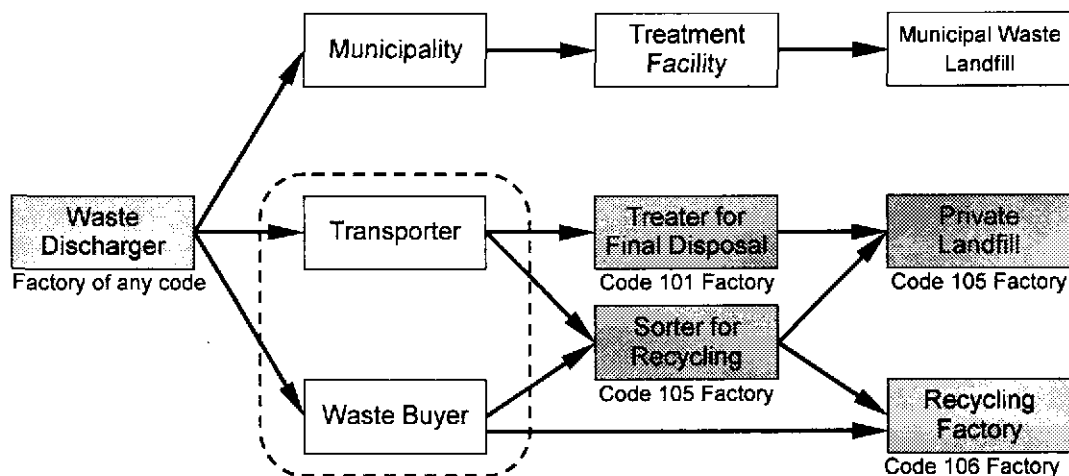 Municipality
Treatment
Facility
Municipal Waste
Landfill
Waste
Discharger
Factory of any code
Transporter
Treater for
Final Disposal
Code 101 Factory
Private
Landfill
Code 105 Factory
Sorter for
Recycling
Code 105 Factory
Waste Buyer
Recycling
Factory
Code 106 Factory